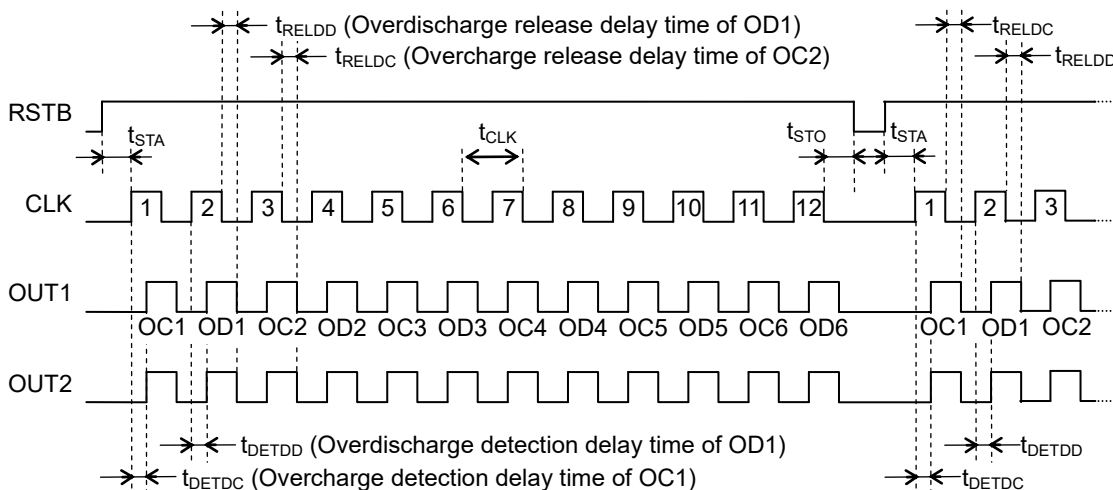 tRELDD (Overdischarge release delay time of OD1)
tRELDC (Overcharge release delay time of OC2)
tRELDC
tRELDD
RSTB
tSTA
tCLK
tSTO
tSTA
CLK
1 2 3 4 5 6 7 8 9 10 11 12 1 2 3
OUT1
OC1 OD1 OC2 OD2 OC3 OD3 OC4 OD4 OC5 OD5 OC6 OD6 OC1 OD1 OC2
OUT2
tDETDD (Overdischarge detection delay time of OD1)
tDETDD
tDETDC (Overcharge detection delay time of OC1)
tDETDC